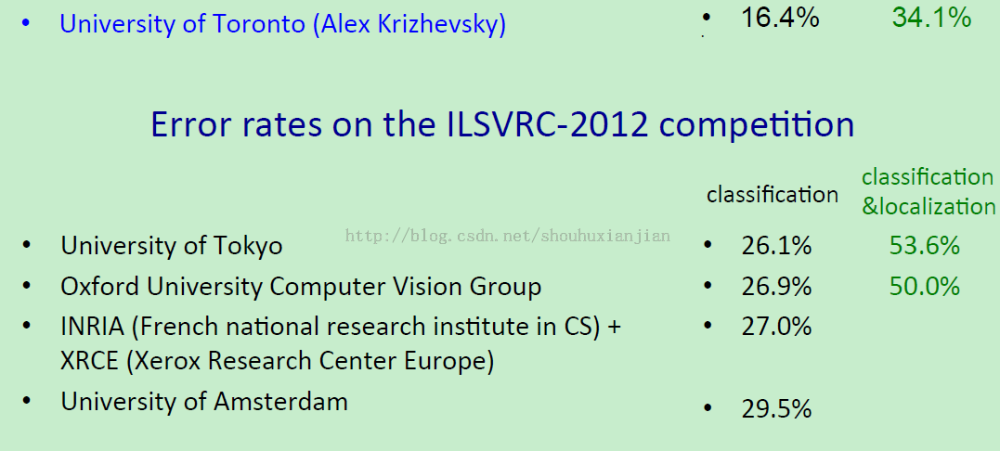 • University of Toronto (Alex Krizhevsky) • 16.4% 34.1%
Error rates on the ILSVRC-2012 competition
classification classification
&localization
http://blog.csdn.net/shouhuxianjian
• University of Tokyo • 26.1% 53.6%
• Oxford University Computer Vision Group • 26.9% 50.0%
• INRIA (French national research institute in CS) + • 27.0%
XRCE (Xerox Research Center Europe)
• University of Amsterdam • 29.5%